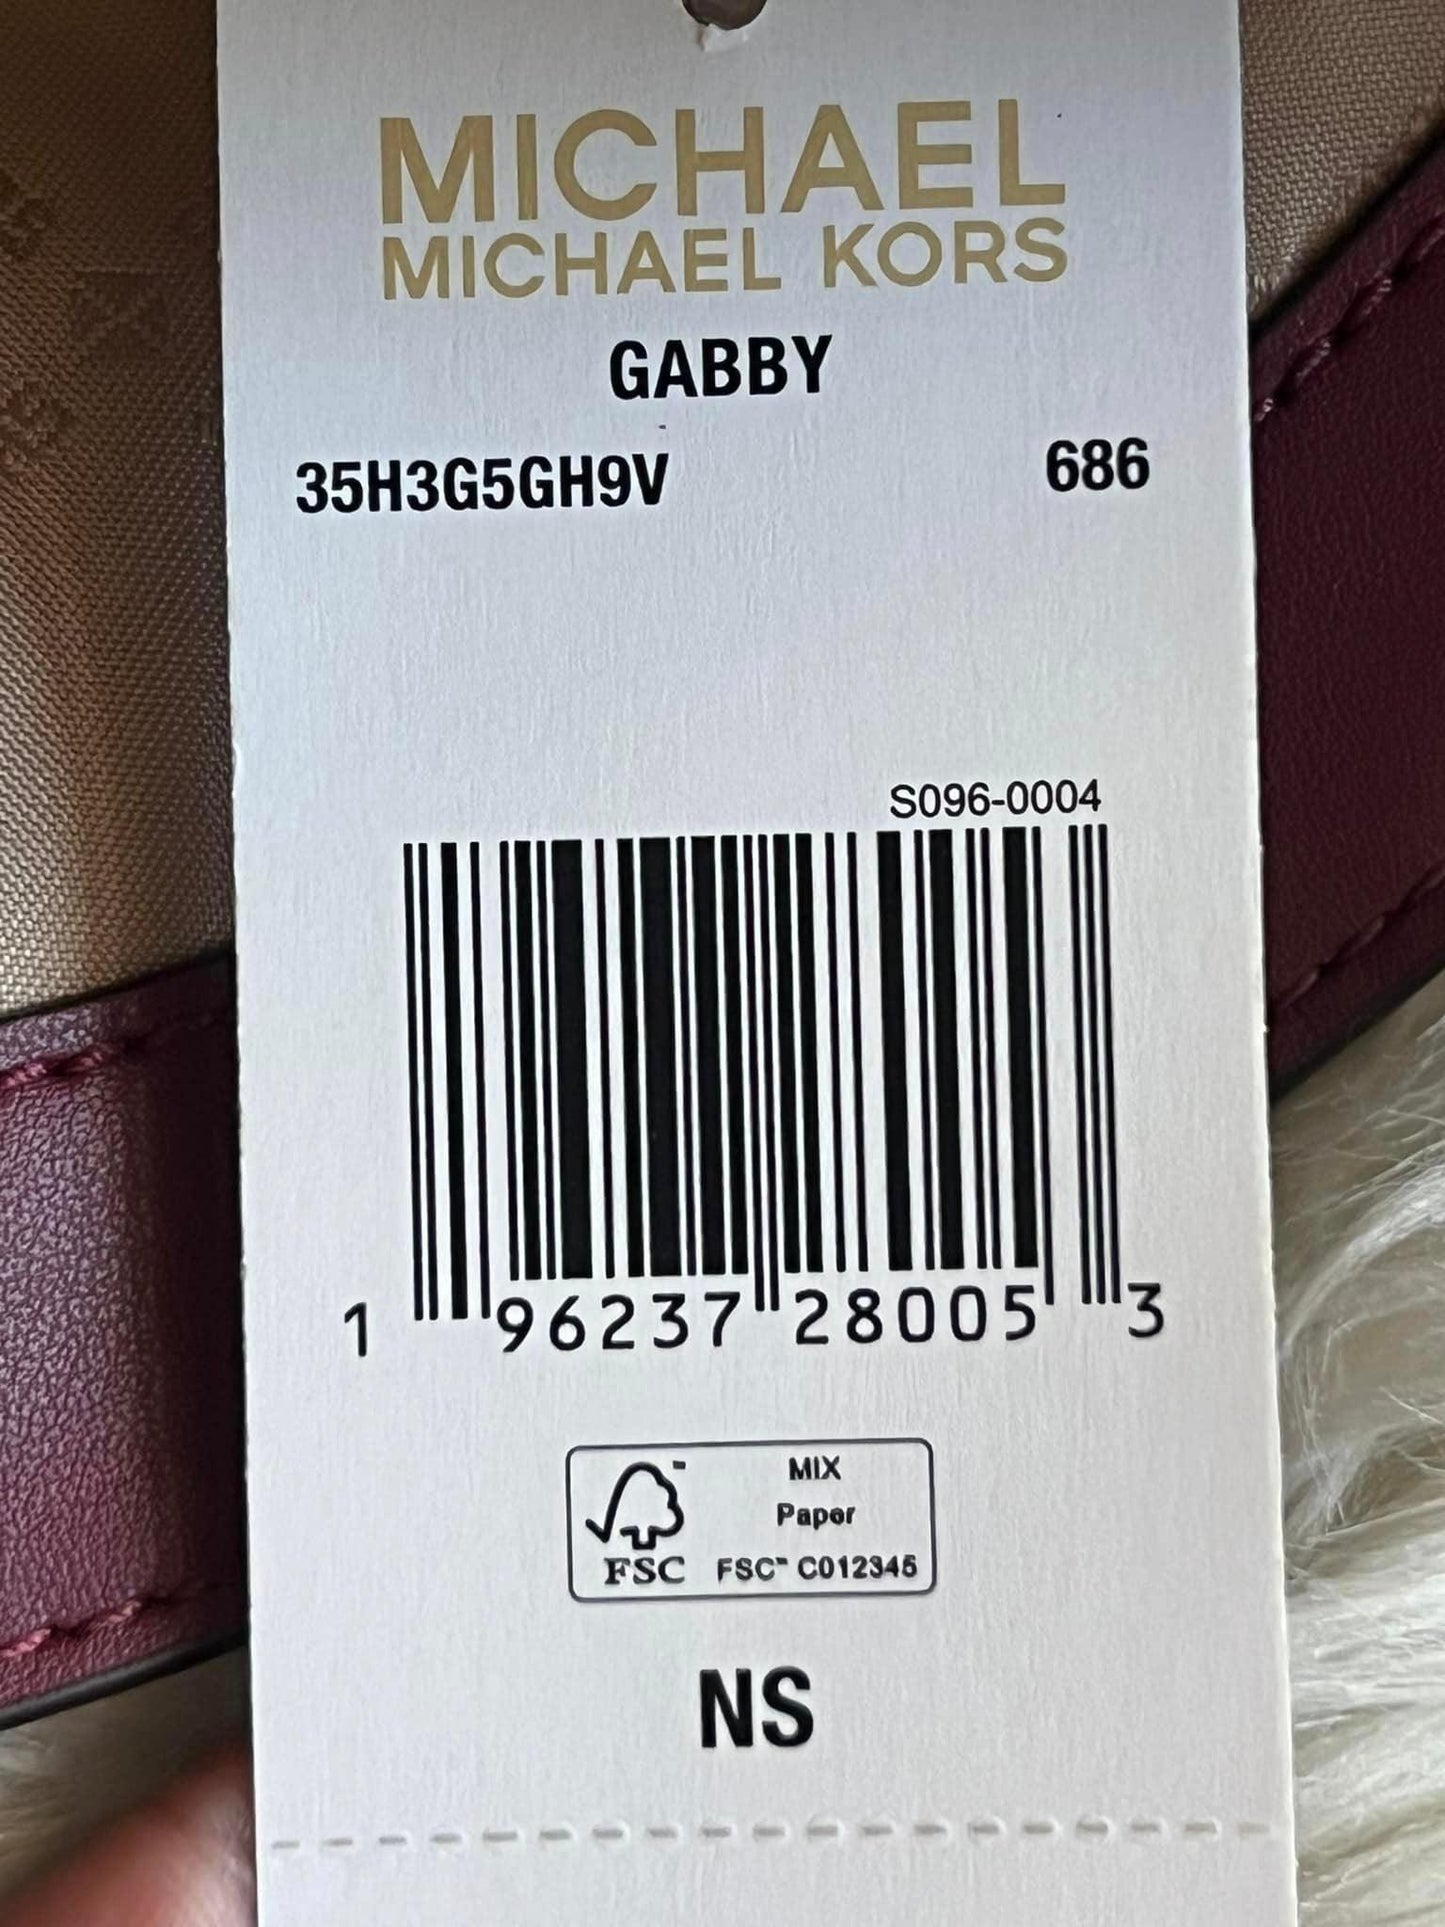 MICHAEL
MICHAEL KORS
GABBY
35H3G5GH9V 686
S096-0004
1 96237 28005 3
MIX
Paper
FSC™ C012345
FSC
NS